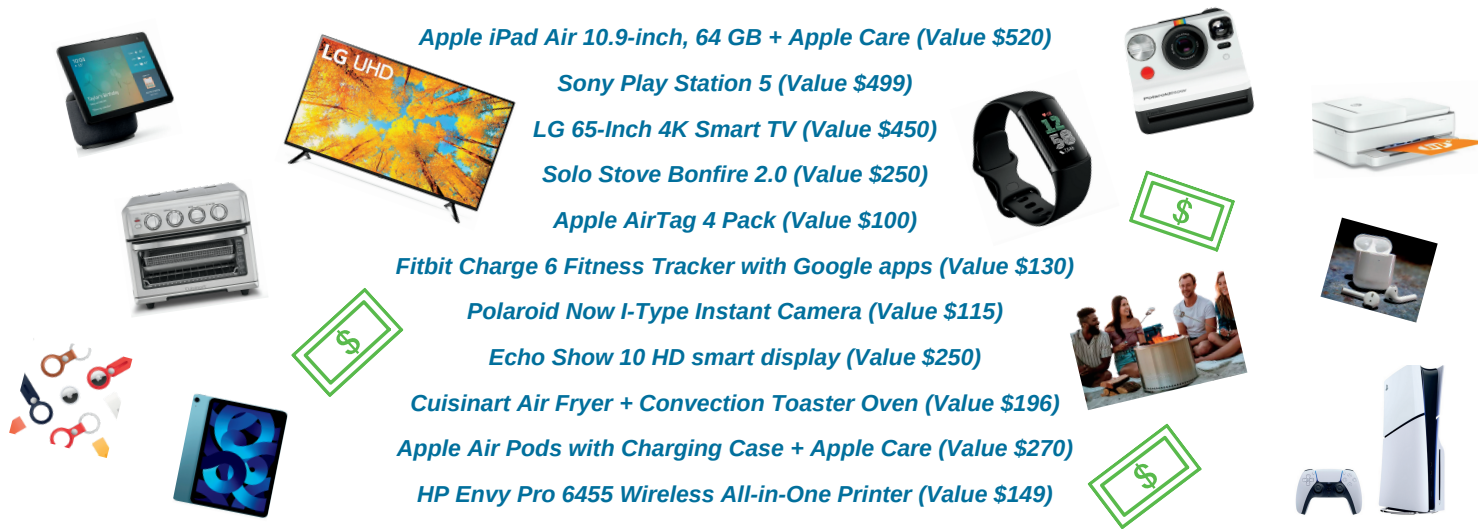 Apple iPad Air 10.9-inch, 64 GB + Apple Care (Value $520)
Sony Play Station 5 (Value $499)
LG 65-Inch 4K Smart TV (Value $450)
Solo Stove Bonfire 2.0 (Value $250)
Apple AirTag 4 Pack (Value $100)
Fitbit Charge 6 Fitness Tracker with Google apps (Value $130)
Polaroid Now I-Type Instant Camera (Value $115)
Echo Show 10 HD smart display (Value $250)
Cuisinart Air Fryer + Convection Toaster Oven (Value $196)
Apple Air Pods with Charging Case + Apple Care (Value $270)
HP Envy Pro 6455 Wireless All-in-One Printer (Value $149)
LG UHD
12
58
$
$
$